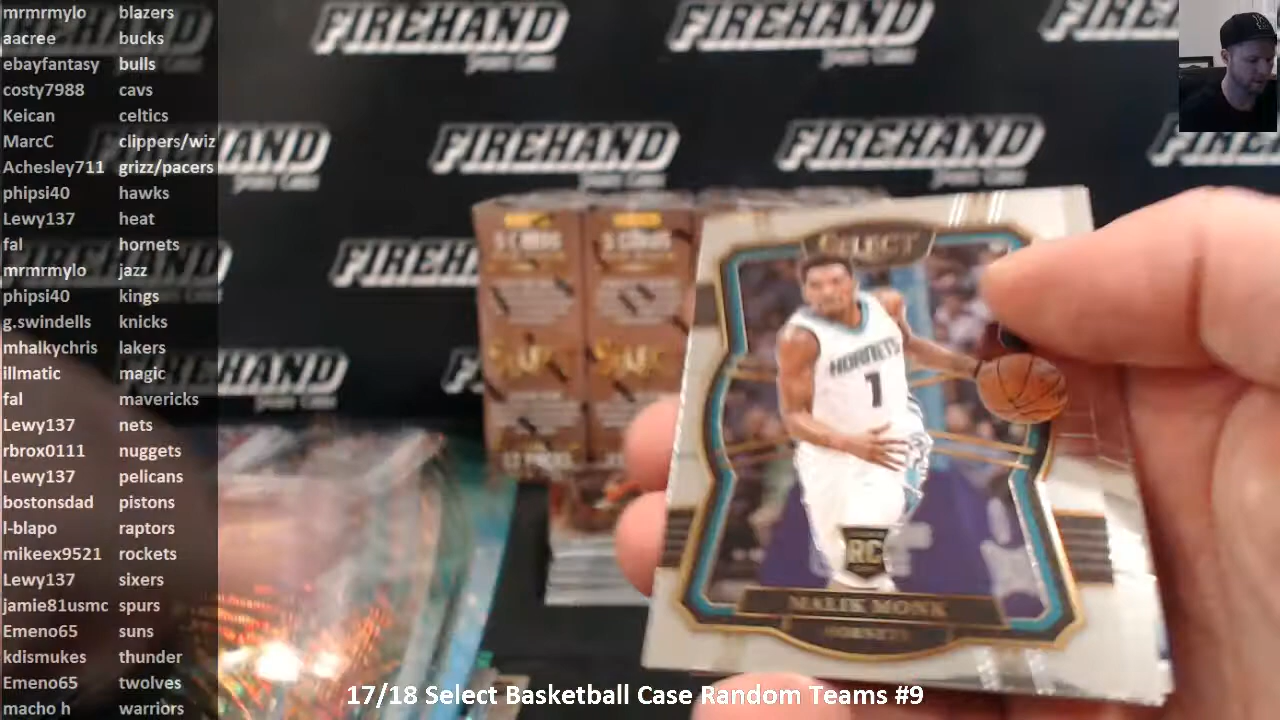 mrmrmylo blazers
aacree bucks
ebayfantasy bulls
costy7988 cavs
Keican celtics
MarcC clippers/wiz
Achesley711 grizz/pacers
phipsi40 hawks
Lewy137 heat
fal hornets
mrmrmylo jazz
phipsi40 kings
g.swindells knicks
mhalkychris lakers
illmatic magic
fal mavericks
Lewy137 nets
rbrox0111 nuggets
Lewy137 pelicans
bostonsdad pistons
l-blapo raptors
mikeex9521 rockets
Lewy137 sixers
jamie81usmc spurs
Emeno65 suns
kdismukes thunder
Emeno65 twolves
macho h warriors
FIREHAND
FIREHAND
FIREHAND
FIREHAND
FIREHAND
SELECT
HORNETS
1
RC
MALIK MONK
HORNETS
17/18 Select Basketball Case Random Teams #9